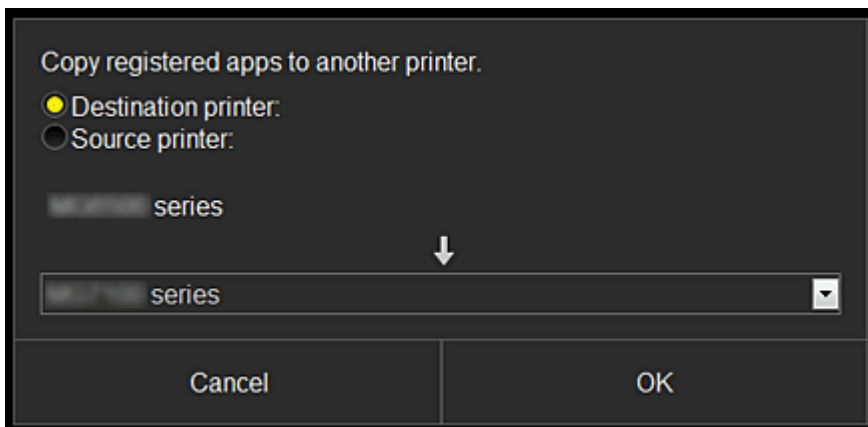 Copy registered apps to another printer.
Destination printer:
Source printer:
series
series
Cancel
OK